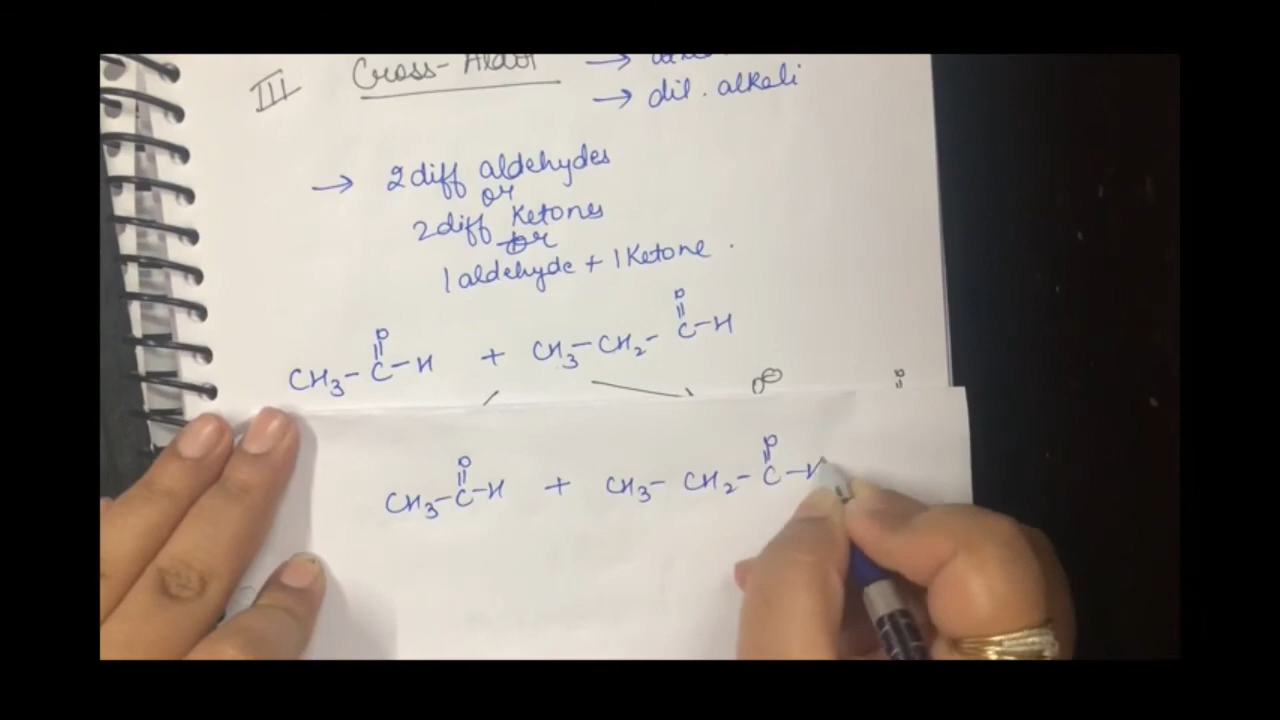 III Cross-Aldol →
→ dil. alkali
→ 2 diff aldehydes
or
2 diff Ketones
or
1 aldehyde + 1 Ketone.
O O
CH3-C-H + CH3-CH2-C-H
O⊖ O
O O
CH3-C-H + CH3-CH2-C-H